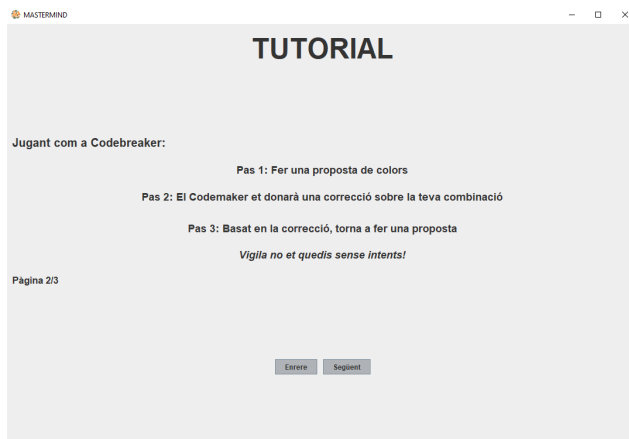 MASTERMIND
TUTORIAL
Jugant com a Codebreaker:
Pas 1: Fer una proposta de colors
Pas 2: El Codemaker et donarà una correcció sobre la teva combinació
Pas 3: Basat en la correcció, torna a fer una proposta
Vigila no et quedis sense intents!
Pàgina 2/3
Enrere
Següent